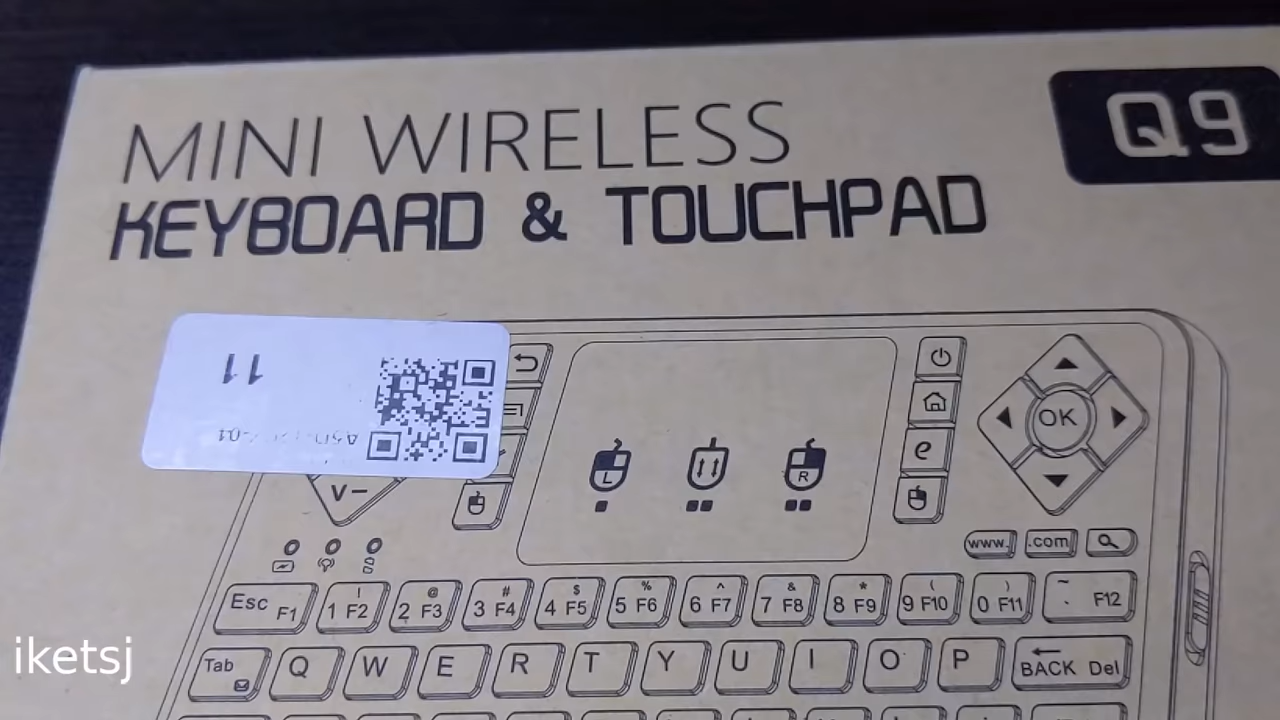 MINI WIRELESS
KEYBOARD & TOUCHPAD
Q9
11
OK
L
R
V−
e
www.
.com
Esc F1
! 1 F2
@ 2 F3
# 3 F4
$ 4 F5
% 5 F6
^ 6 F7
& 7 F8
* 8 F9
( 9 F10
) 0 F11
~ ` F12
Tab Q W E R T Y U I O P BACK Del
iketsj